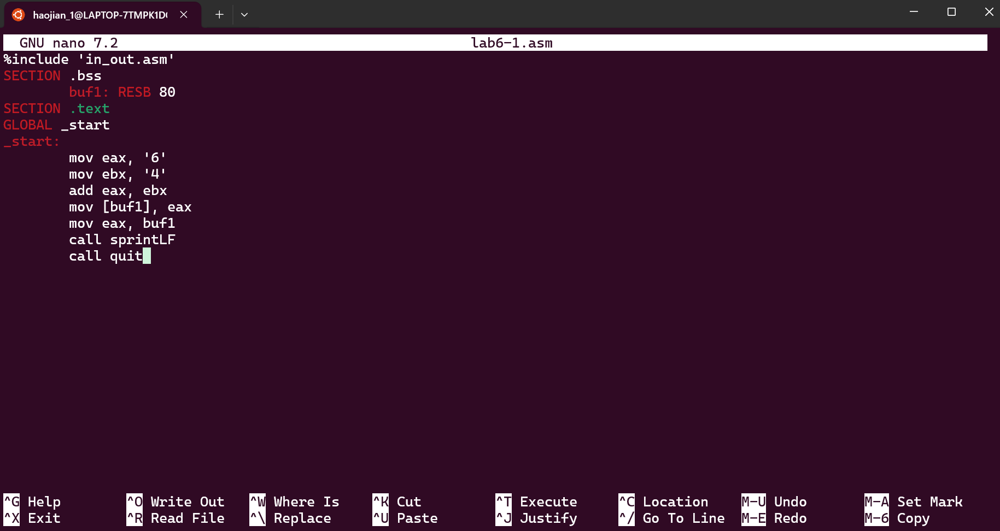 haojian_1@LAPTOP-7TMPK1D
GNU nano 7.2 lab6-1.asm
%include 'in_out.asm'
SECTION .bss
buf1: RESB 80
SECTION .text
GLOBAL _start
_start:
mov eax, '6'
mov ebx, '4'
add eax, ebx
mov [buf1], eax
mov eax, buf1
call sprintLF
call quit
^G Help ^O Write Out ^W Where Is ^K Cut ^T Execute ^C Location M-U Undo M-A Set Mark
^X Exit ^R Read File ^\ Replace ^U Paste ^J Justify ^/ Go To Line M-E Redo M-6 Copy